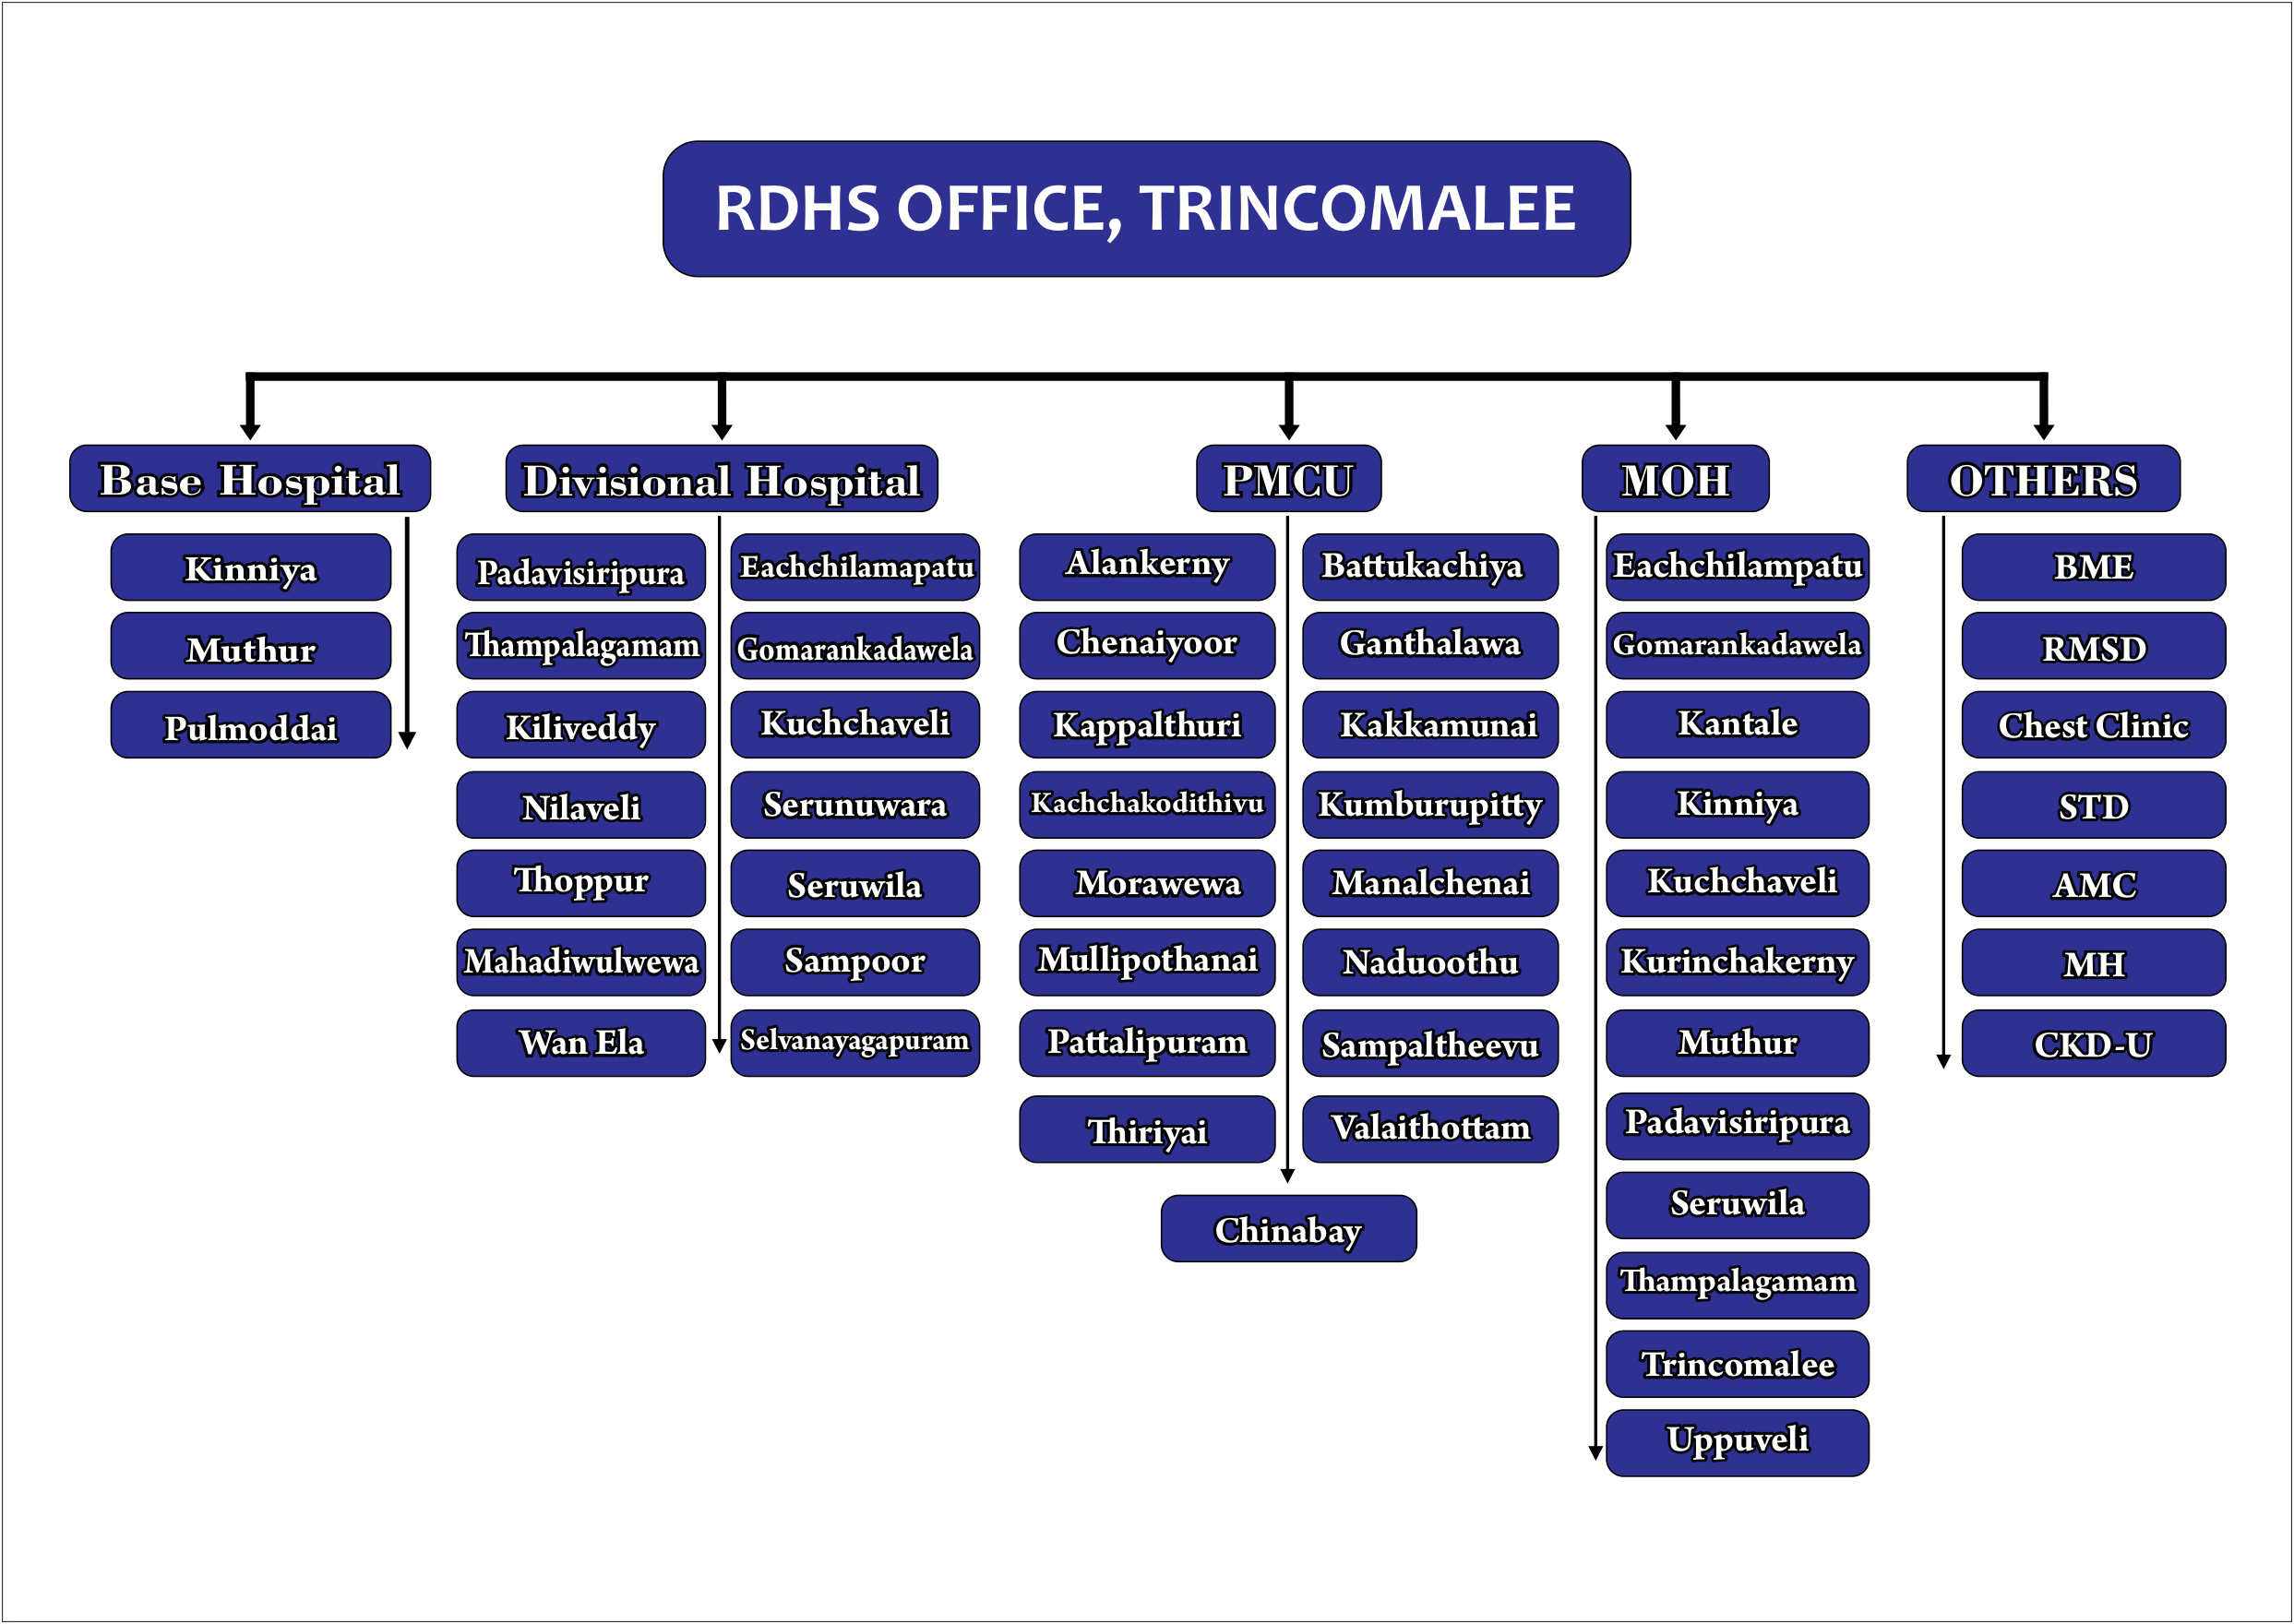 RDHS OFFICE, TRINCOMALEE
Base Hospital
Kinniya
Muthur
Pulmoddai
Divisional Hospital
Padavisiripura
Thampalagamam
Kiliveddy
Nilaveli
Thoppur
Mahadiwulwewa
Wan Ela
Eachchilamapatu
Gomarankadawela
Kuchchaveli
Serunuwara
Seruwila
Sampoor
Selvanayagapuram
PMCU
Alankerny
Chenaiyoor
Kappalthuri
Kachchakodithivu
Morawewa
Mullipothanai
Pattalipuram
Thiriyai
Battukachiya
Ganthalawa
Kakkamunai
Kumburupitty
Manalchenai
Naduoothu
Sampaltheevu
Valaithottam
Chinabay
MOH
Eachchilampatu
Gomarankadawela
Kantale
Kinniya
Kuchchaveli
Kurinchakerny
Muthur
Padavisiripura
Seruwila
Thampalagamam
Trincomalee
Uppuveli
OTHERS
BME
RMSD
Chest Clinic
STD
AMC
MH
CKD-U